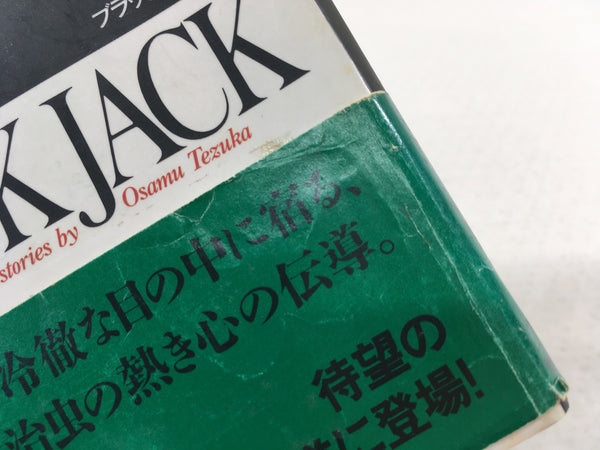 ブラッ
K JACK
stories by Osamu Tezuka
冷徹な目の中に宿る、
治虫の熱き心の伝導。
待望の
に登場!